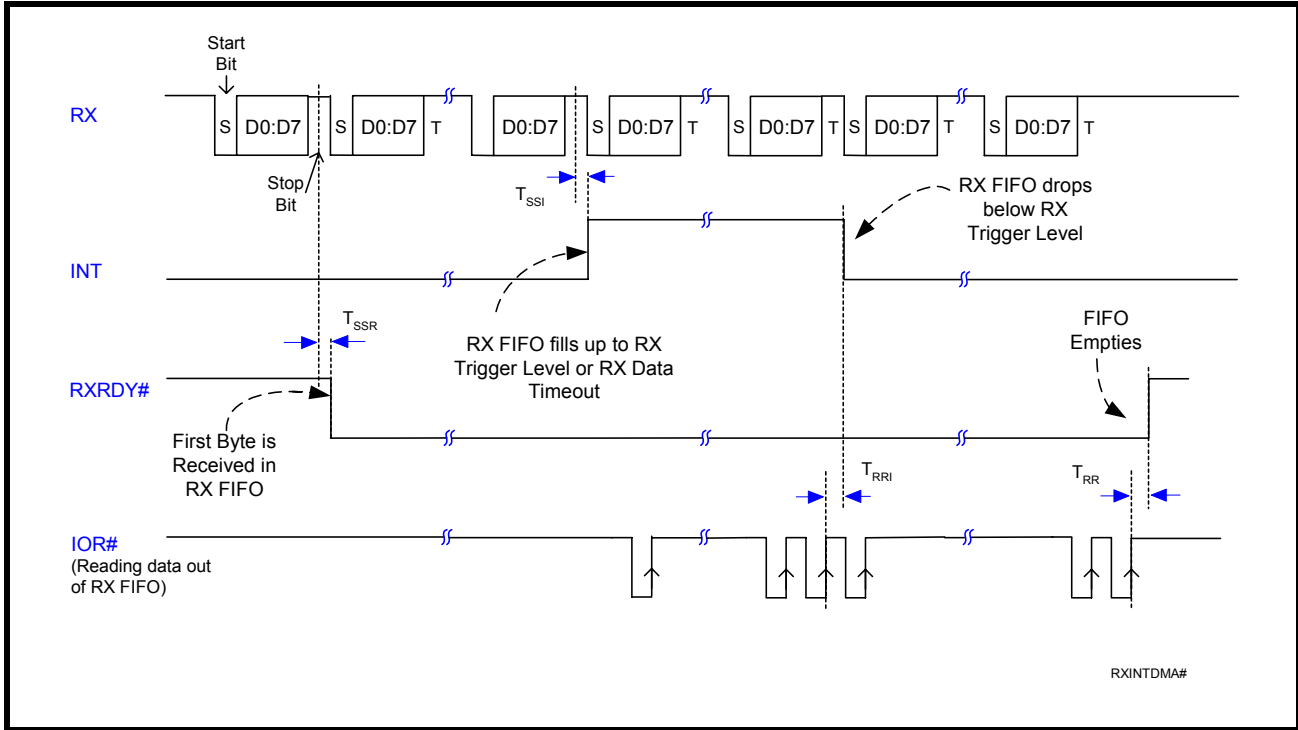 Start
Bit
RX
S D0:D7 S D0:D7 T D0:D7 S D0:D7 T S D0:D7 T S D0:D7 T S D0:D7 T
Stop
Bit
TSSI
RX FIFO drops
below RX
Trigger Level
INT
TSSR
RX FIFO fills up to RX
Trigger Level or RX Data
Timeout
FIFO
Empties
RXRDY#
First Byte is
Received in
RX FIFO
TRRI
TRR
IOR#
(Reading data out
of RX FIFO)
RXINTDMA#